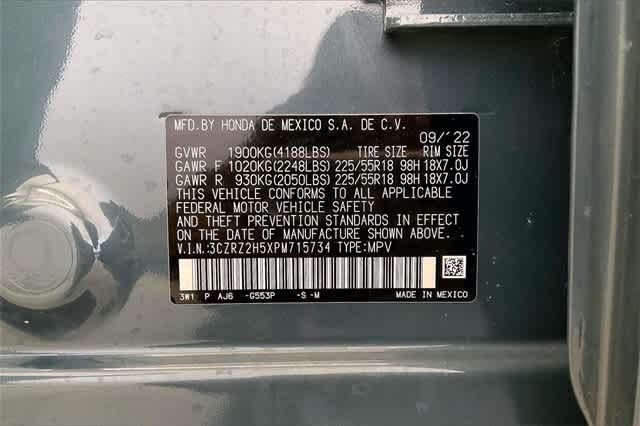 MFD.BY HONDA DE MEXICO S.A. DE C.V.
09/'22
GVWR 1900KG(4188LBS) TIRE SIZE RIM SIZE
GAWR F 1020KG(2248LBS) 225/55R18 98H 18X7.0J
GAWR R 930KG(2050LBS) 225/55R18 98H 18X7.0J
THIS VEHICLE CONFORMS TO ALL APPLICABLE
FEDERAL MOTOR VEHICLE SAFETY
AND THEFT PREVENTION STANDARDS IN EFFECT
ON THE DATE OF MANUFACTURE SHOWN ABOVE.
V.I.N.:3CZRZ2H5XPM715734 TYPE:MPV
3W1 P AJ6 -G553P -S -M MADE IN MEXICO